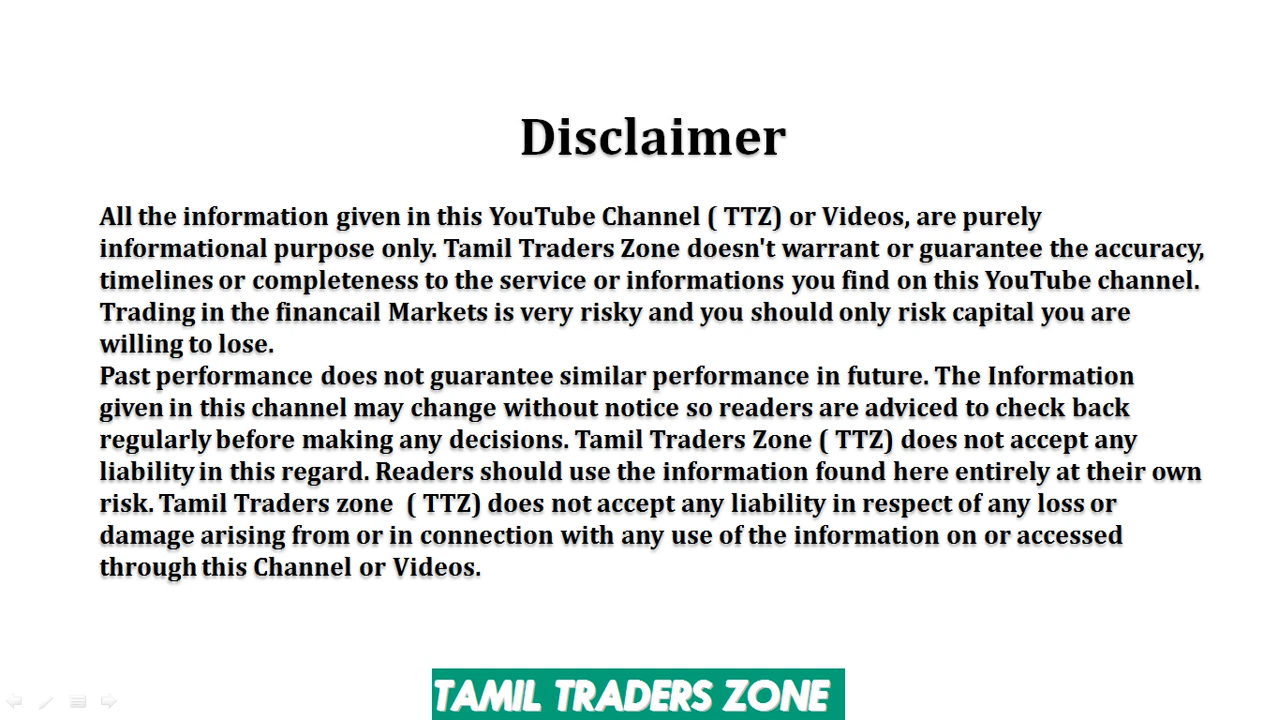 Disclaimer
All the information given in this YouTube Channel ( TTZ) or Videos, are purely
informational purpose only. Tamil Traders Zone doesn't warrant or guarantee the accuracy,
timelines or completeness to the service or informations you find on this YouTube channel.
Trading in the financail Markets is very risky and you should only risk capital you are
willing to lose.
Past performance does not guarantee similar performance in future. The Information
given in this channel may change without notice so readers are adviced to check back
regularly before making any decisions. Tamil Traders Zone ( TTZ) does not accept any
liability in this regard. Readers should use the information found here entirely at their own
risk. Tamil Traders zone  ( TTZ) does not accept any liability in respect of any loss or
damage arising from or in connection with any use of the information on or accessed
through this Channel or Videos.
TAMIL TRADERS ZONE